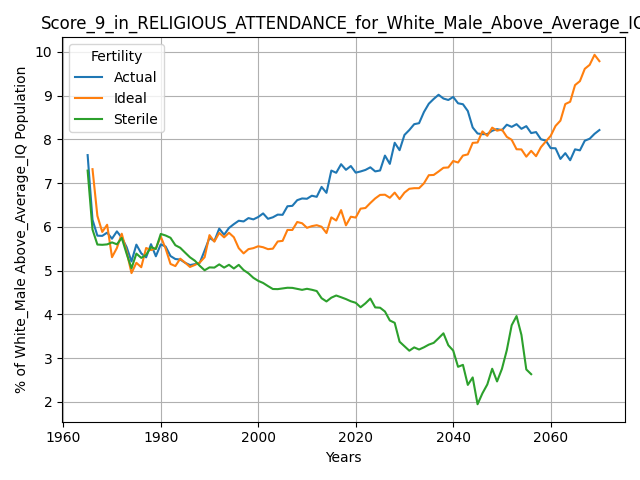 Score_9_in_RELIGIOUS_ATTENDANCE_for_White_Male_Above_Average_IQ
Fertility
Actual
Ideal
Sterile
% of White_Male Above_Average_IQ Population
10
9
8
7
6
5
4
3
2
1960
1980
2000
2020
2040
2060
Years